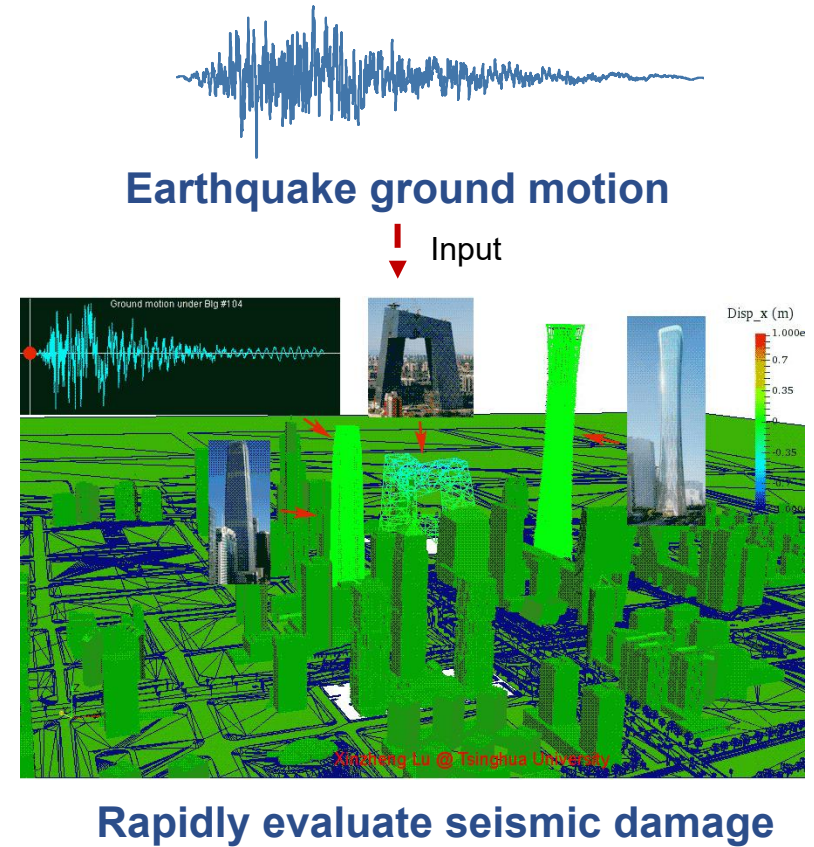 Earthquake ground motion
Input
Ground motion under Blg #104
Disp_x (m)
1.000e
0.7
0.35
0
-0.35
Xinzheng Lu @ Tsinghua University
Rapidly evaluate seismic damage